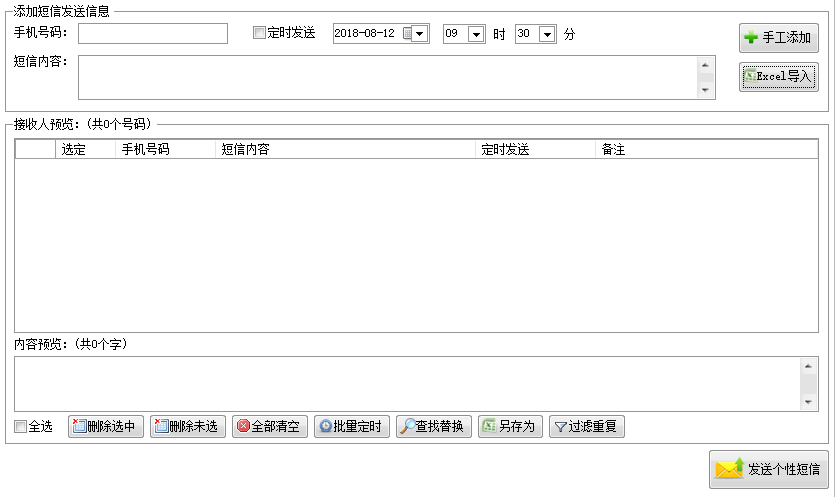 添加短信发送信息
手机号码： 定时发送 2018-08-12 09 时 30 分 手工添加
短信内容： Excel导入
接收人预览：（共0个号码）
选定 手机号码 短信内容 定时发送 备注
内容预览：（共0个字）
全选 删除选中 删除未选 全部清空 批量定时 查找替换 另存为 过滤重复
发送个性短信